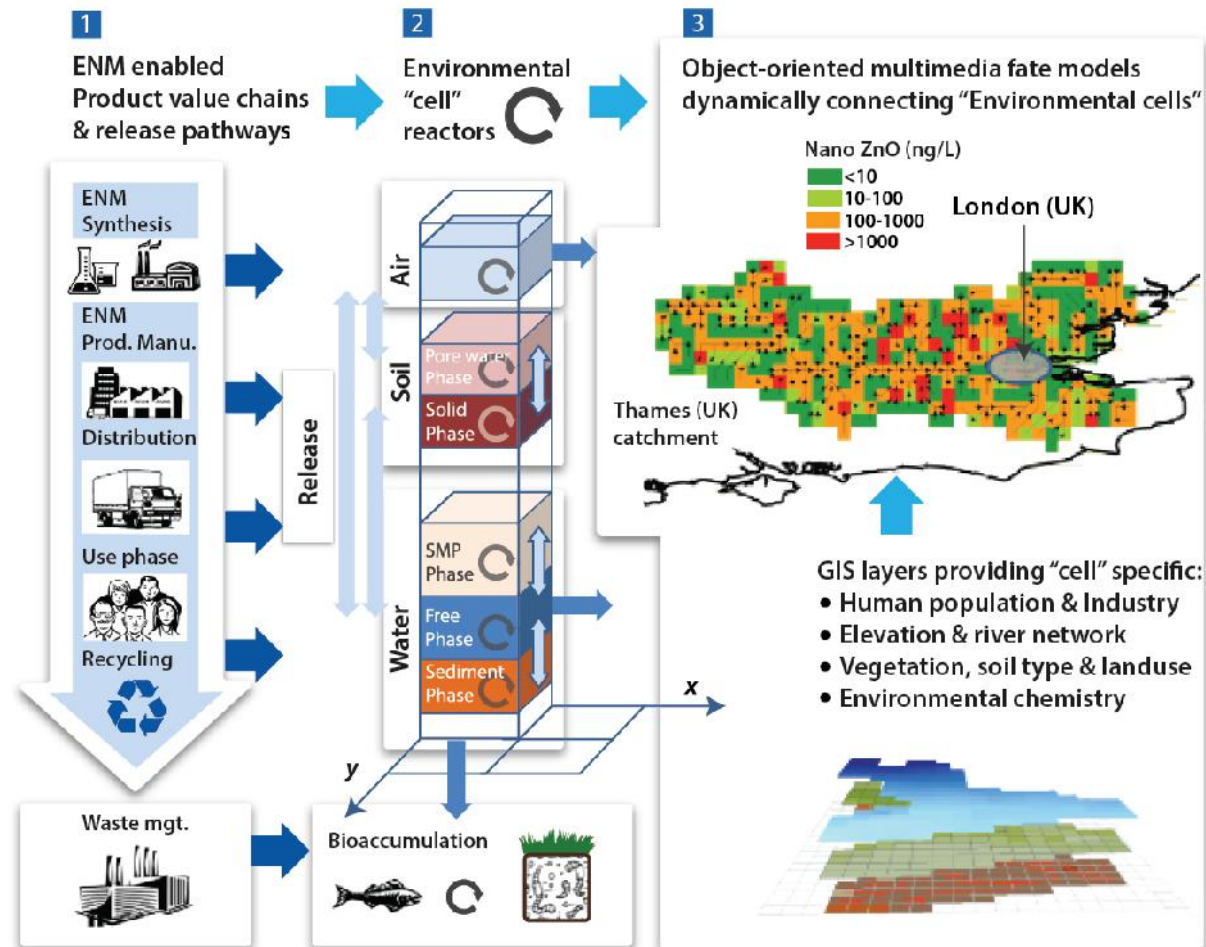 1
ENM enabled
Product value chains
& release pathways
ENM
Synthesis
ENM
Prod. Manu.
Distribution
Use phase
Recycling
Waste mgt.
Release
2
Environmental
“cell”
reactors
Air
Soil
Pore water
Phase
Solid
Phase
Water
SMP
Phase
Free
Phase
Sediment
Phase
x
y
Bioaccumulation
3
Object-oriented multimedia fate models
dynamically connecting “Environmental cells”
Nano ZnO (ng/L)
<10
10-100
100-1000
>1000
London (UK)
Thames (UK)
catchment
GIS layers providing “cell” specific:
• Human population & Industry
• Elevation & river network
• Vegetation, soil type & landuse
• Environmental chemistry